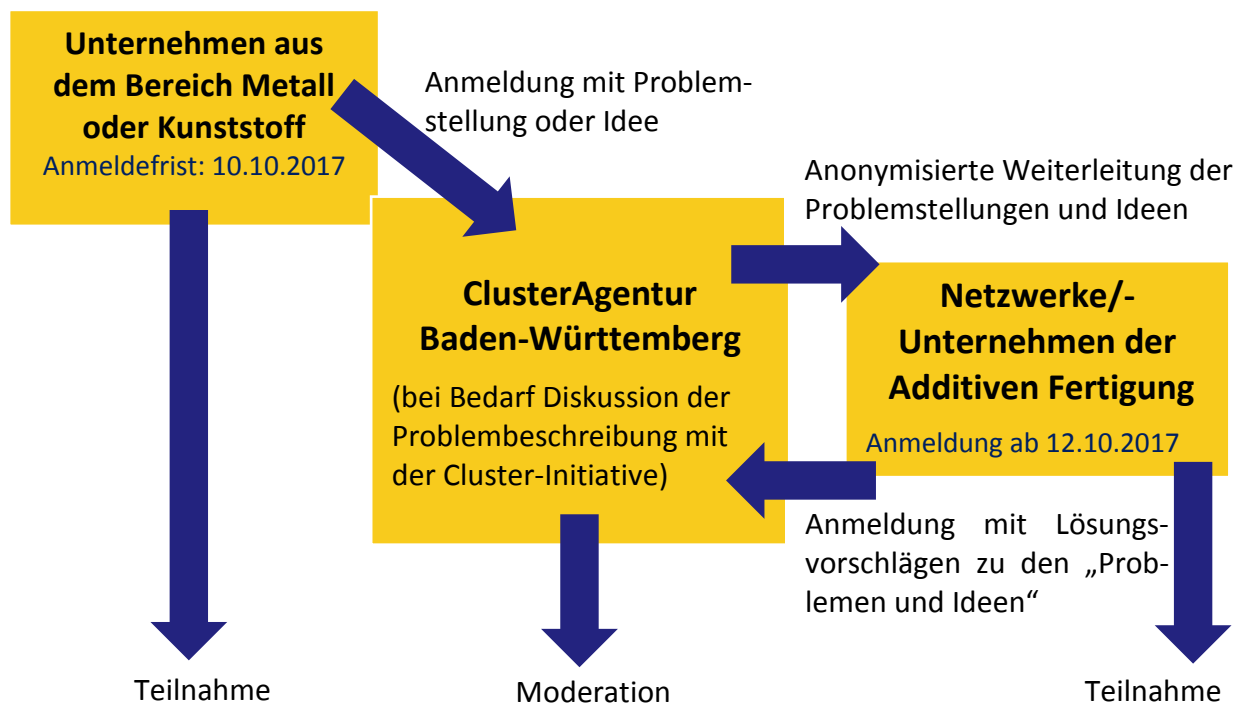 Unternehmen aus
dem Bereich Metall
oder Kunststoff
Anmeldefrist: 10.10.2017
Anmeldung mit Problem-
stellung oder Idee
Anonymisierte Weiterleitung der
Problemstellungen und Ideen
ClusterAgentur
Baden-Württemberg
(bei Bedarf Diskussion der
Problembeschreibung mit
der Cluster-Initiative)
Netzwerke/-
Unternehmen der
Additiven Fertigung
Anmeldung ab 12.10.2017
Anmeldung mit Lösungs-
vorschlägen zu den „Prob-
lemen und Ideen“
Teilnahme
Moderation
Teilnahme